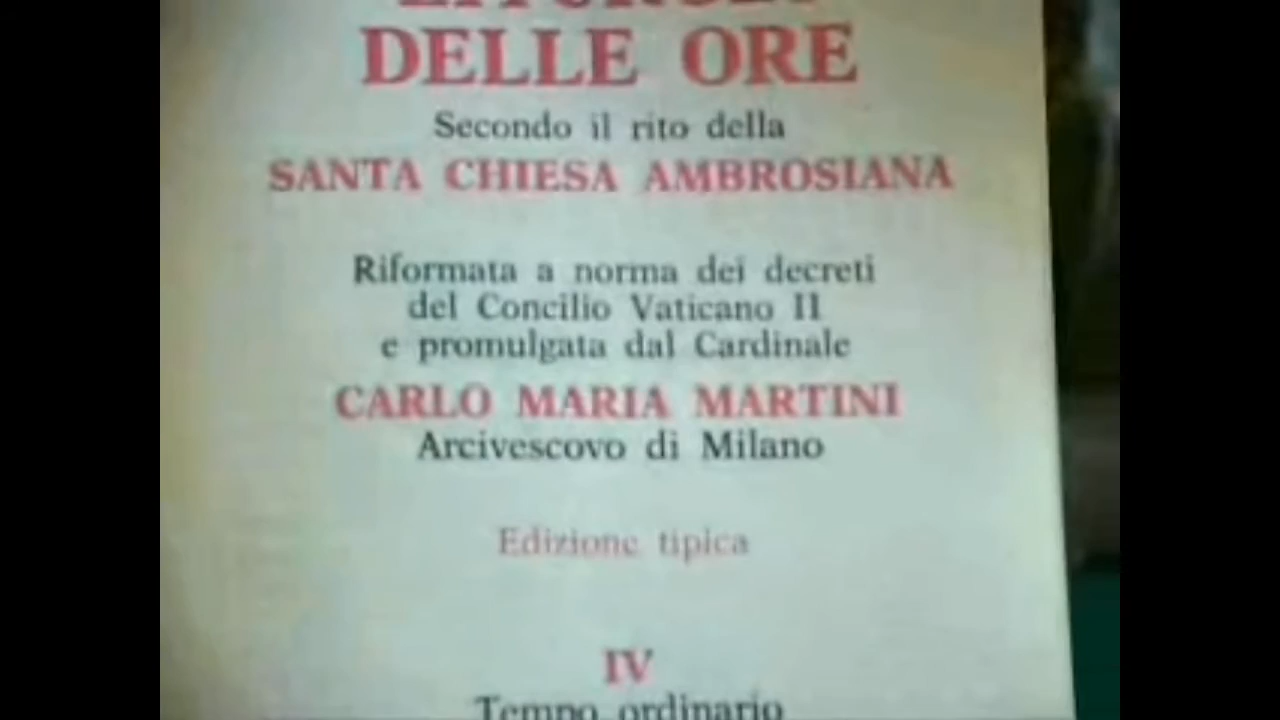 DELLE ORE
Secondo il rito della
SANTA CHIESA AMBROSIANA
Riformata a norma dei decreti
del Concilio Vaticano II
e promulgata dal Cardinale
CARLO MARIA MARTINI
Arcivescovo di Milano
Edizione tipica
IV
Tempo ordinario